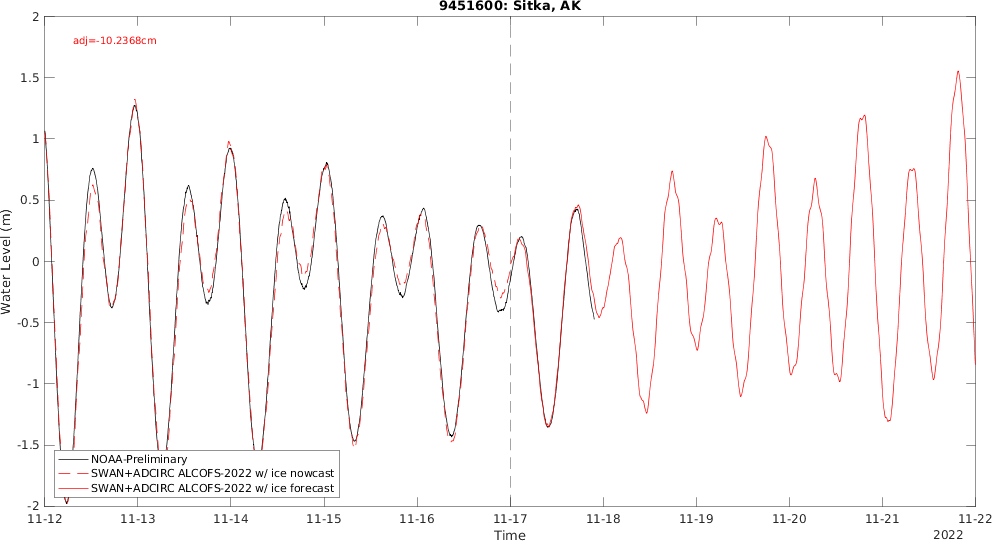 9451600: Sitka, AK
adj=-10.2368cm
Water Level (m)
2
1.5
1
0.5
0
-0.5
-1
-1.5
-2
NOAA-Preliminary
SWAN+ADCIRC ALCOFS-2022 w/ ice nowcast
SWAN+ADCIRC ALCOFS-2022 w/ ice forecast
11-12 11-13 11-14 11-15 11-16 11-17 11-18 11-19 11-20 11-21 11-22
Time
2022